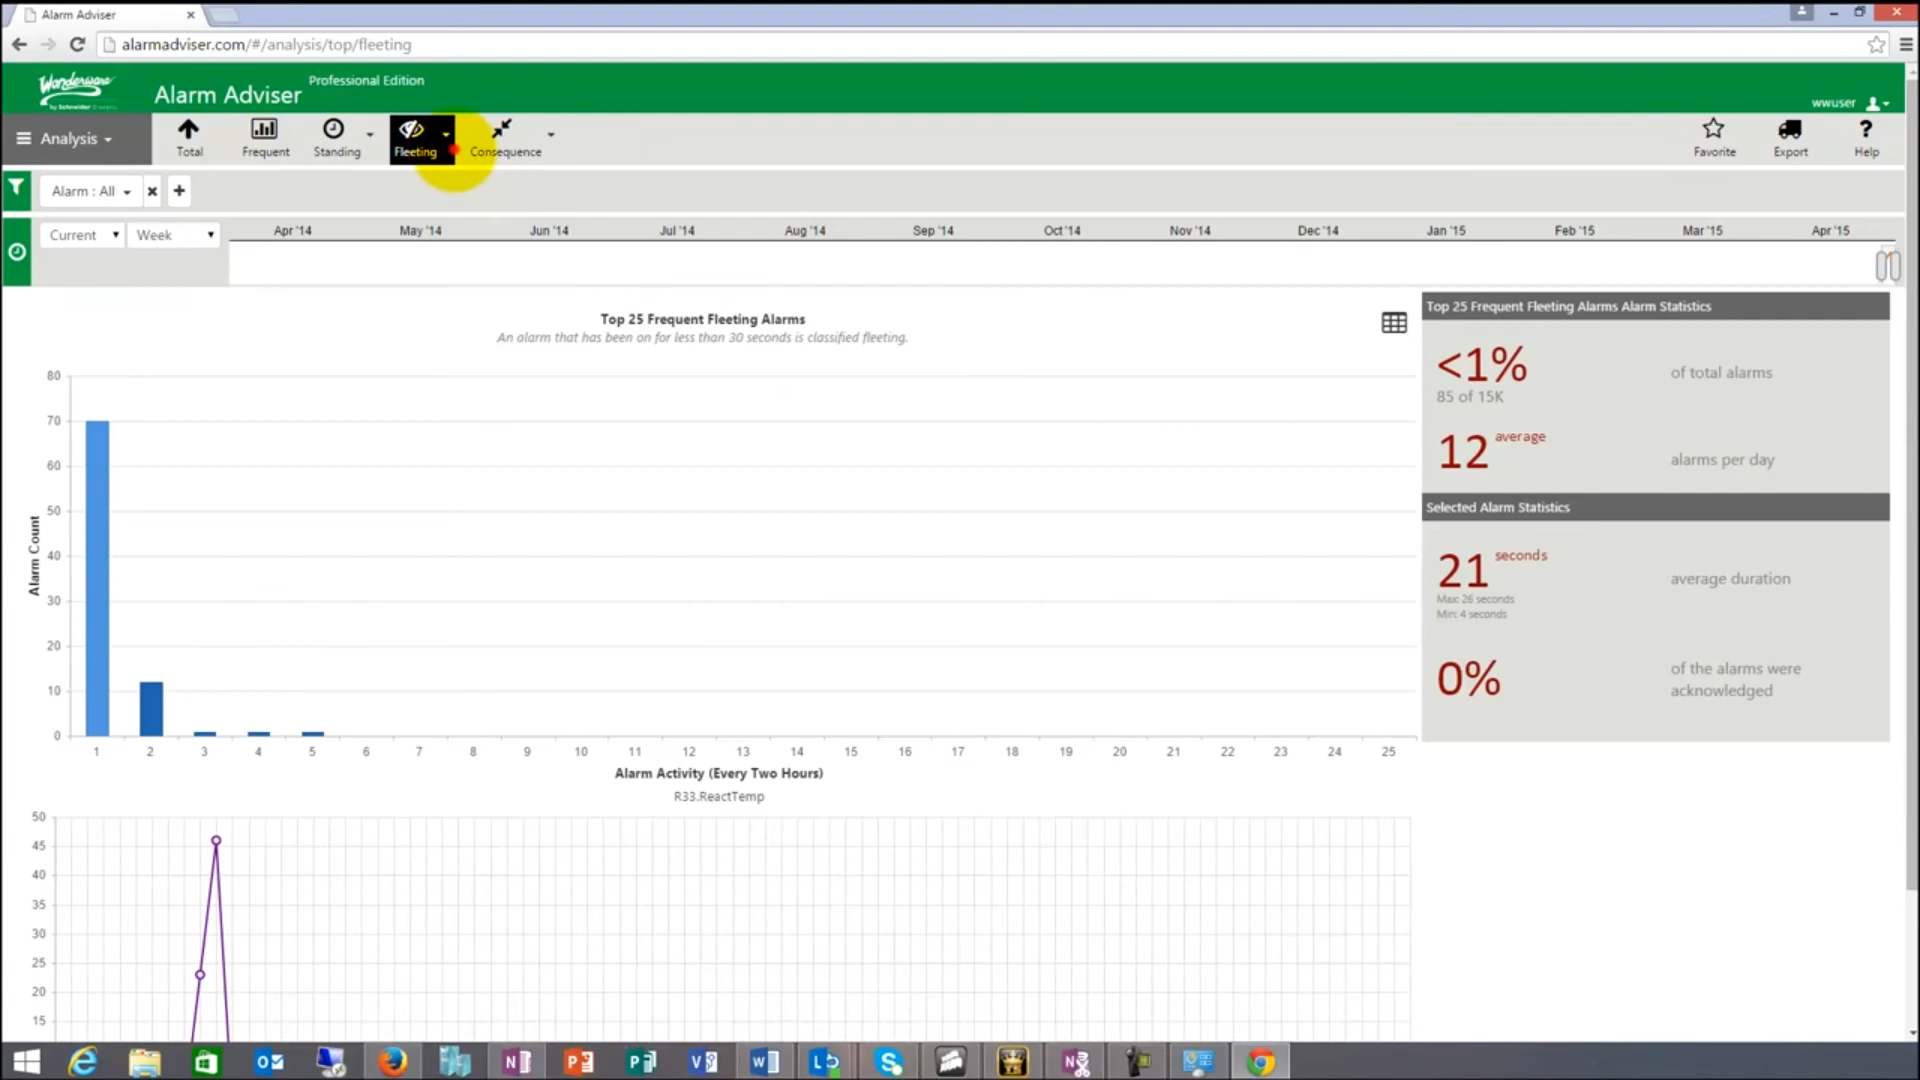 Alarm Adviser
alarmadviser.com/#/analysis/top/fleeting
Wonderware
by Schneider Electric
Alarm Adviser
Professional Edition
wwuser
Analysis
Total
Frequent
Standing
Fleeting
Consequence
Favorite
Export
Help
Alarm : All
Current
Week
Apr '14
May '14
Jun '14
Jul '14
Aug '14
Sep '14
Oct '14
Nov '14
Dec '14
Jan '15
Feb '15
Mar '15
Apr '15
Top 25 Frequent Fleeting Alarms
An alarm that has been on for less than 30 seconds is classified fleeting.
Alarm Count
80
70
60
50
40
30
20
10
0
1 2 3 4 5 6 7 8 9 10 11 12 13 14 15 16 17 18 19 20 21 22 23 24 25
Top 25 Frequent Fleeting Alarms Alarm Statistics
<1%
of total alarms
85 of 15K
12 average
alarms per day
Selected Alarm Statistics
21 seconds
average duration
Max: 26 seconds
Min: 4 seconds
0%
of the alarms were
acknowledged
Alarm Activity (Every Two Hours)
R33.ReactTemp
50
45
40
35
30
25
20
15